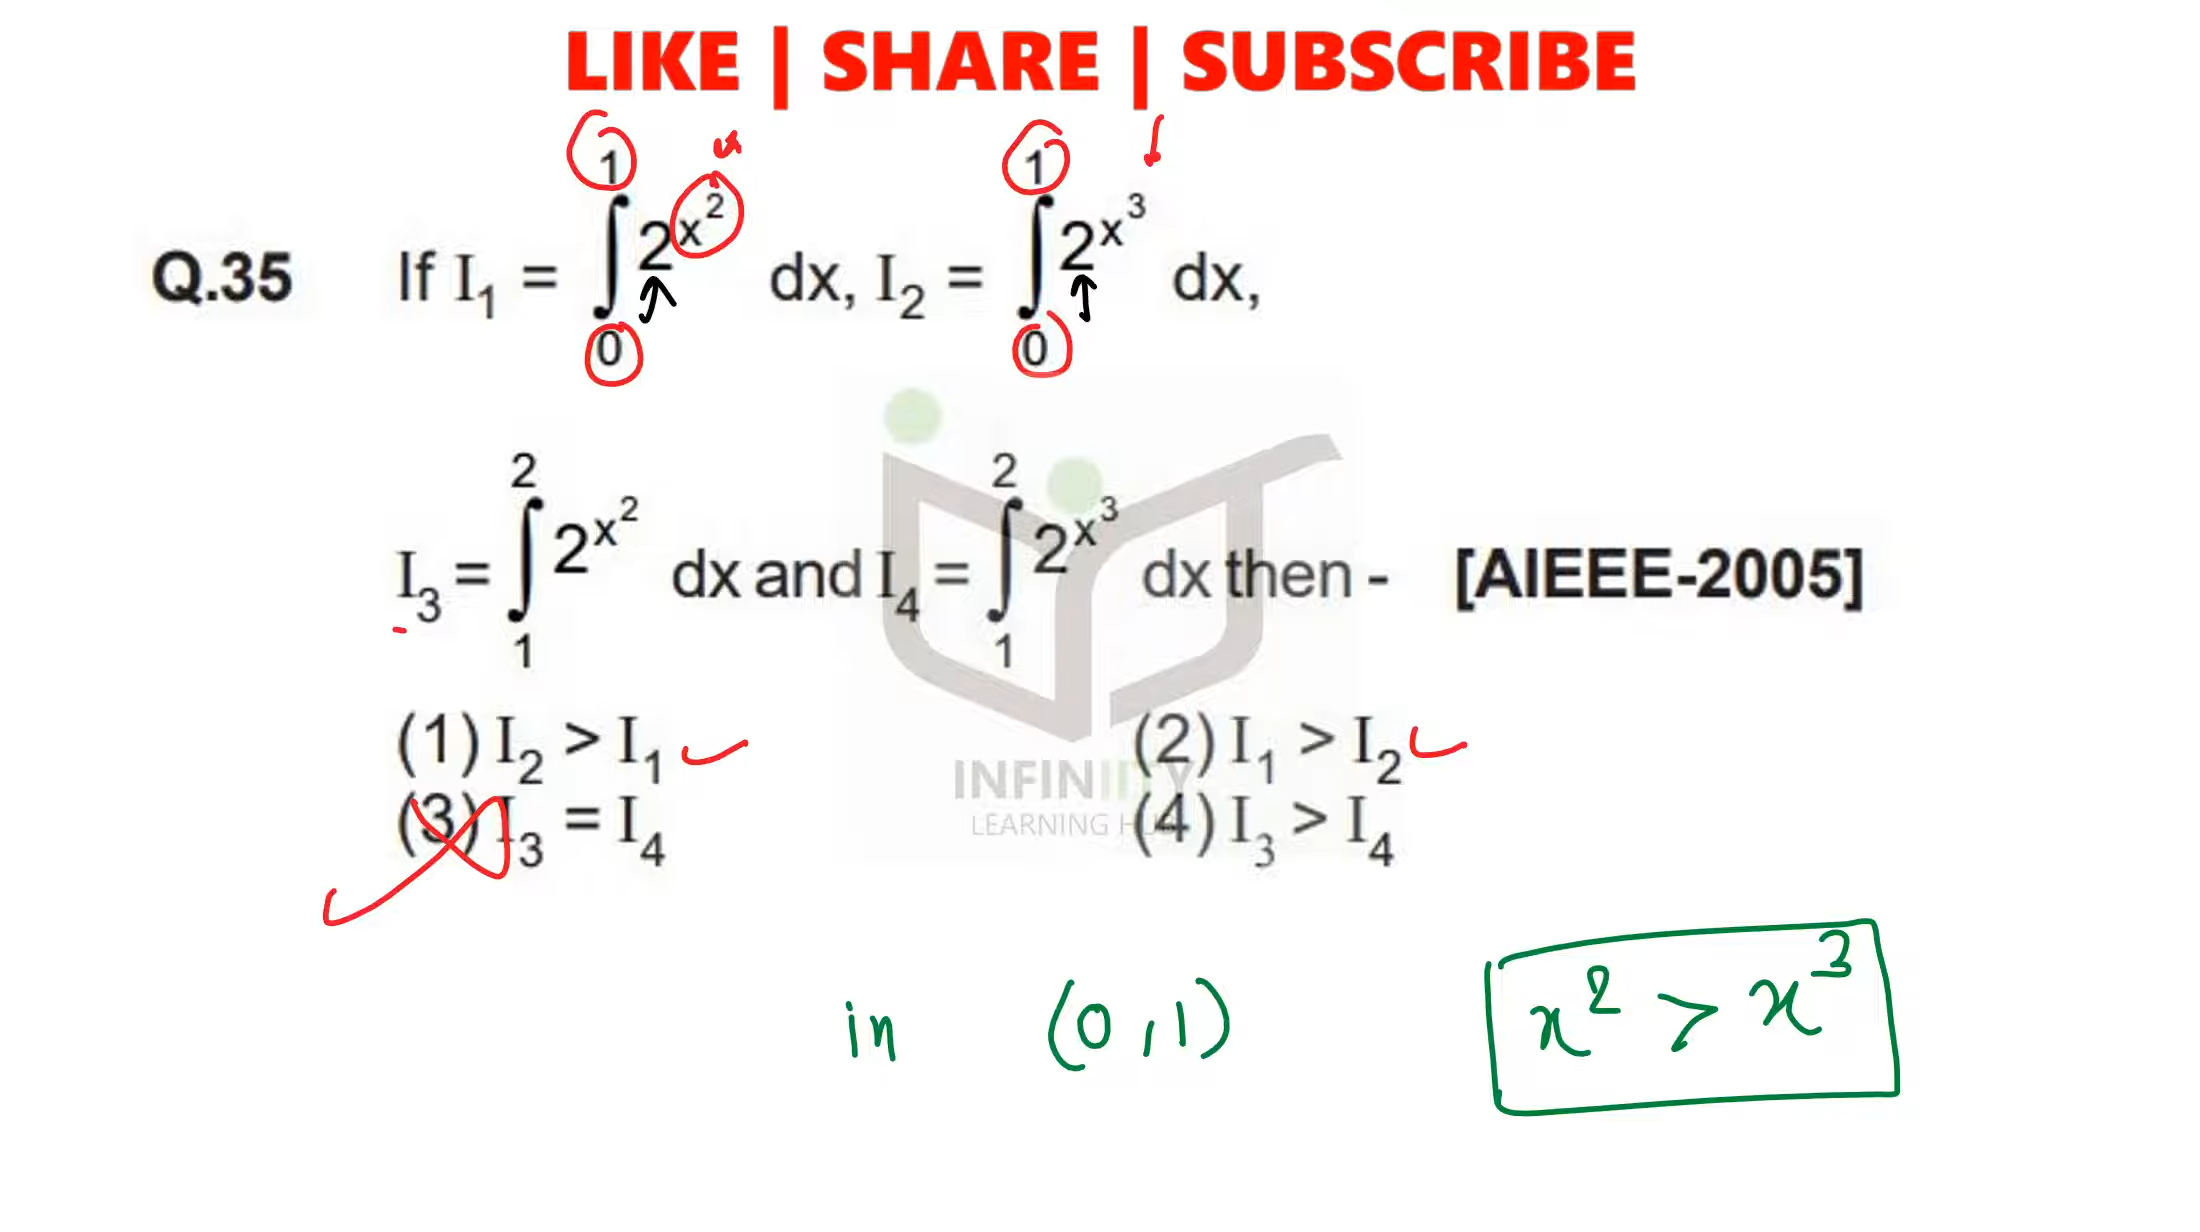 LIKE | SHARE | SUBSCRIBE
Q.35 If I₁ = ∫₀¹ 2^(x²) dx, I₂ = ∫₀¹ 2^(x³) dx,
I₃ = ∫₁² 2^(x²) dx and I₄ = ∫₁² 2^(x³) dx then - [AIEEE-2005]
(1) I₂ > I₁ (2) I₁ > I₂
(3) I₃ = I₄ (4) I₃ > I₄
INFINIITY
LEARNING HUB
in (0,1) x² > x³